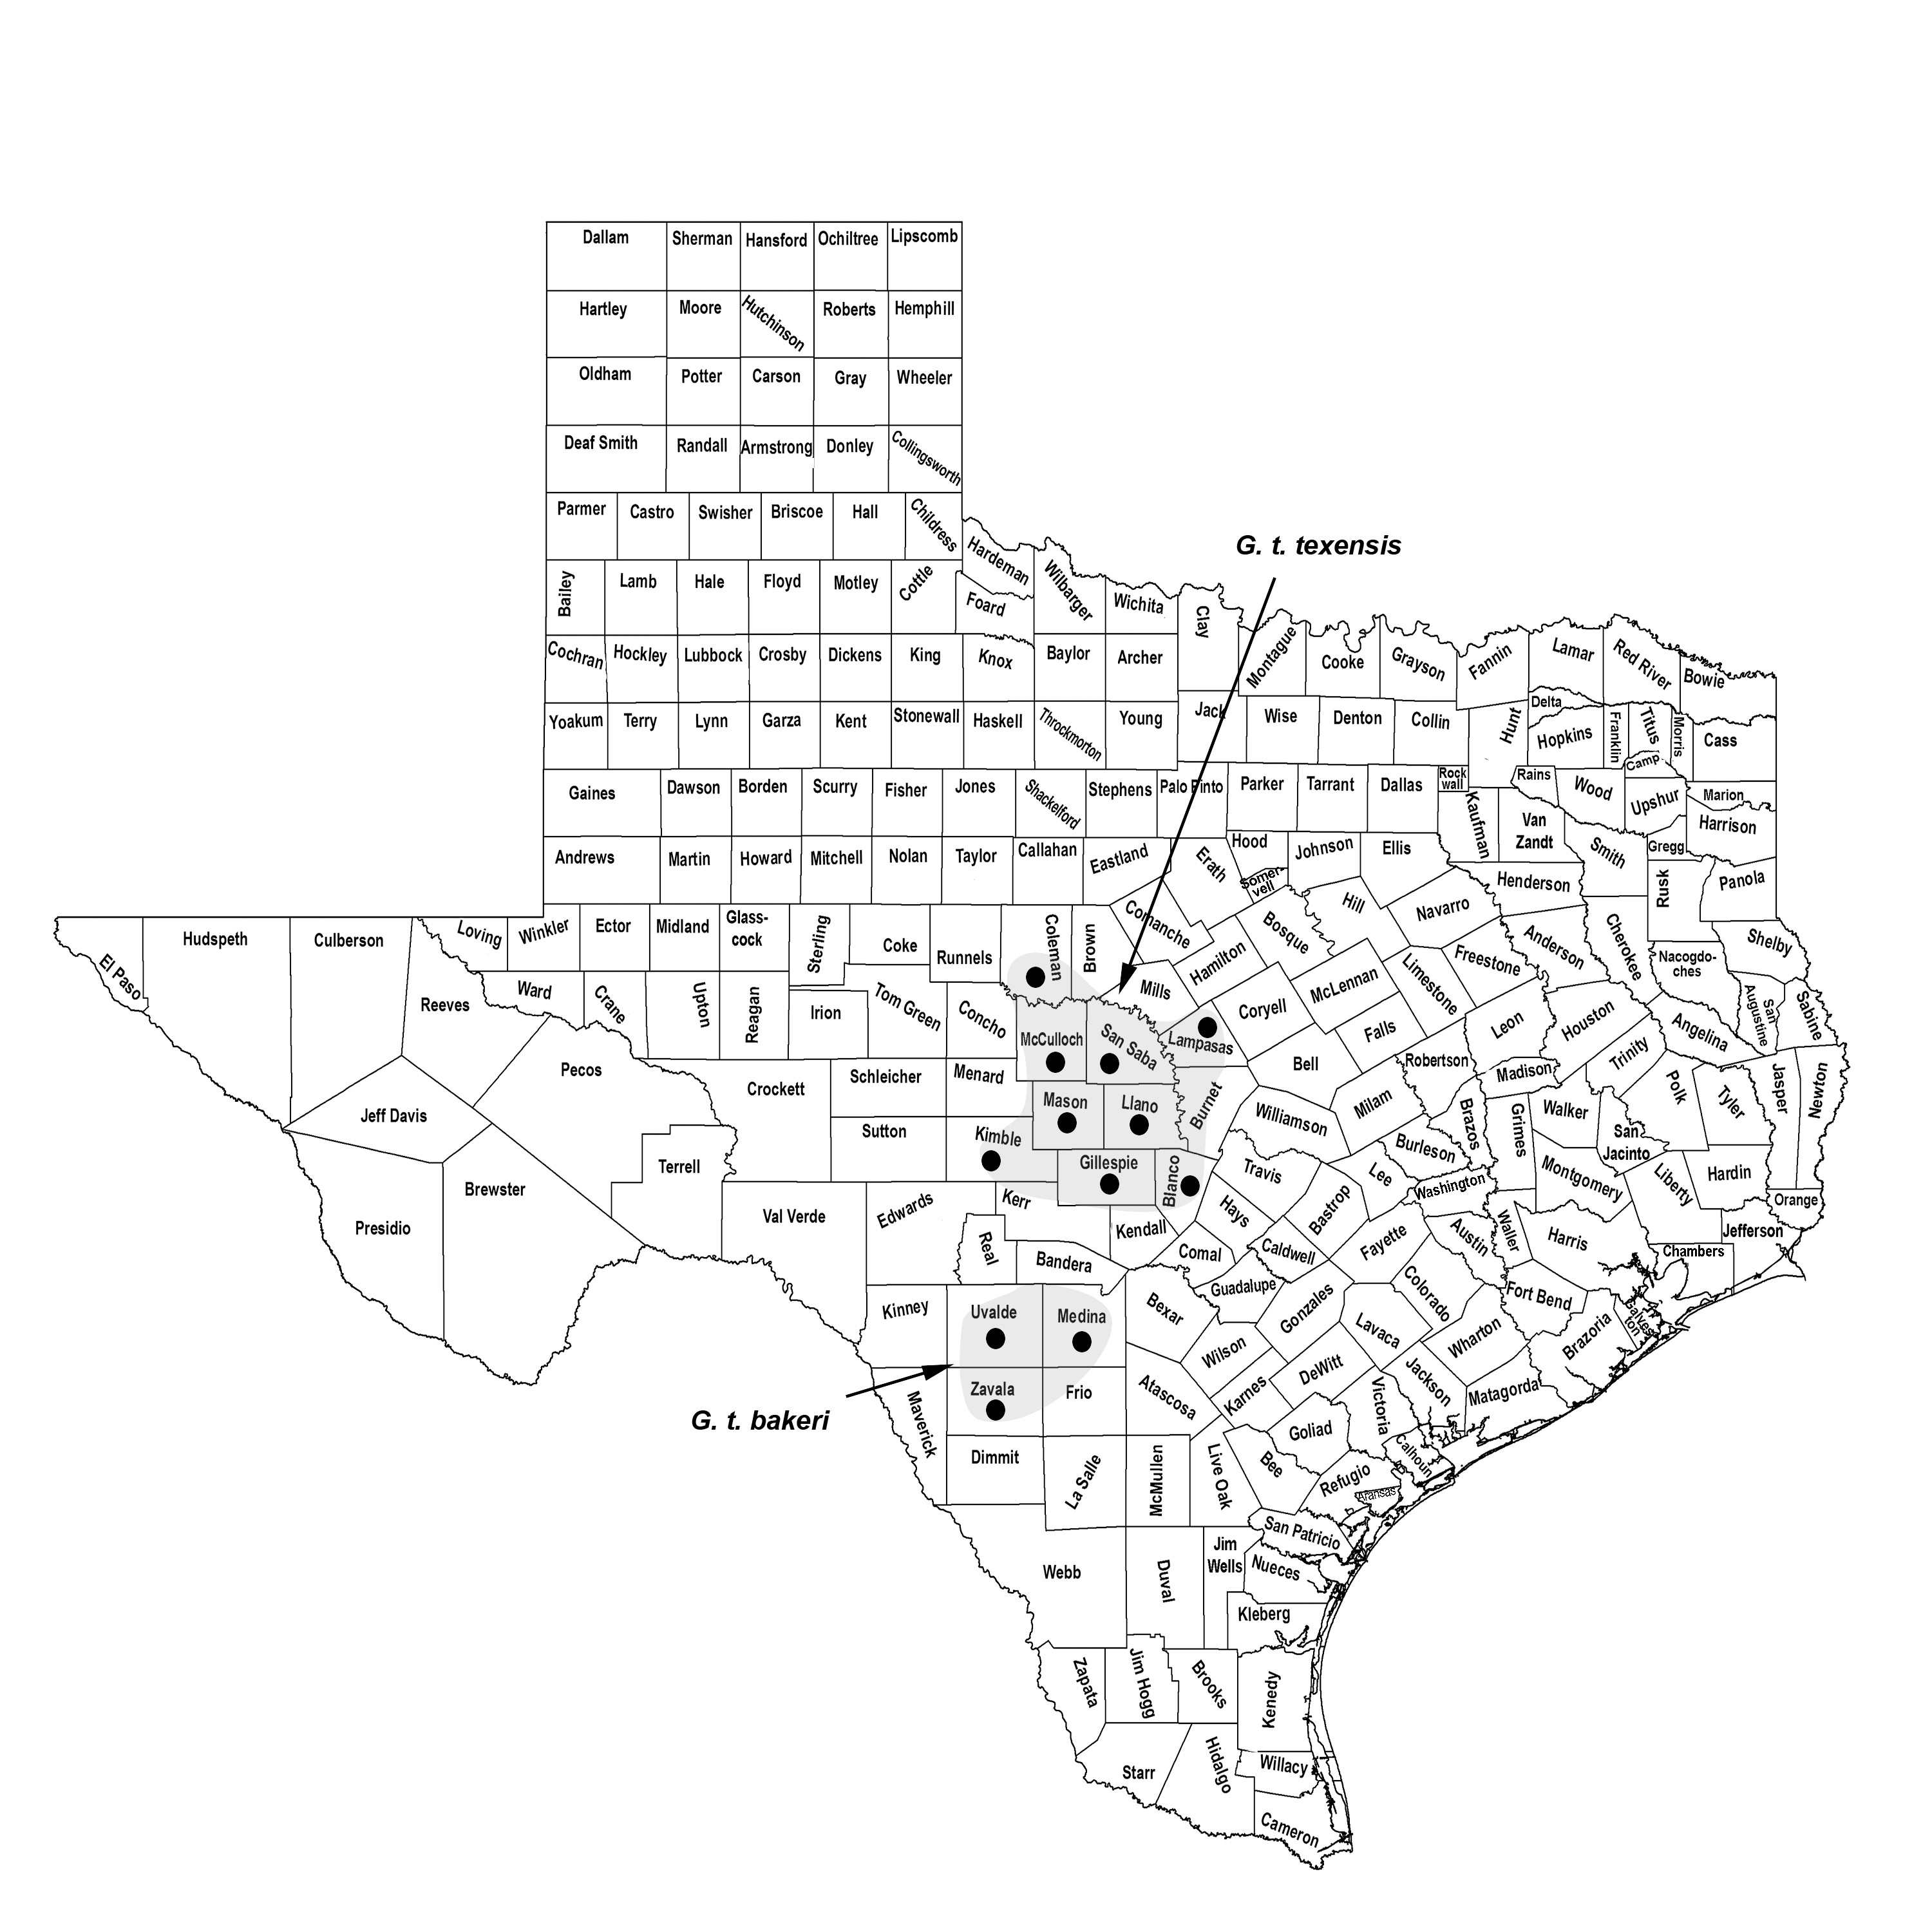 Dallam Sherman Hansford Ochiltree Lipscomb
Hartley Moore Hutchinson Roberts Hemphill
Oldham Potter Carson Gray Wheeler
Deaf Smith Randall Armstrong Donley Collingsworth
Parmer Castro Swisher Briscoe Hall Childress
Hardeman
G. t. texensis
Bailey Lamb Hale Floyd Motley Cottle Foard Wilbarger Wichita Clay
Montague Cooke Grayson Fannin Lamar Red River Bowie
Cochran Hockley Lubbock Crosby Dickens King Knox Baylor Archer
Yoakum Terry Lynn Garza Kent Stonewall Haskell Throckmorton Young Jack Wise Denton Collin Hunt Delta Hopkins Franklin Titus Morris Cass
Camp
Gaines Dawson Borden Scurry Fisher Jones Shackelford Stephens Palo Pinto Parker Tarrant Dallas Rock
wall Kaufman Rains Wood Upshur Marion
Harrison
Van
Zandt
Andrews Martin Howard Mitchell Nolan Taylor Callahan Eastland Erath Hood Johnson Ellis Smith Gregg
Somer-
vell Henderson Rusk Panola
El Paso Hudspeth Culberson Loving Winkler Ector Midland Glass-
cock Sterling Coke Runnels Coleman Brown Comanche Hamilton Bosque Hill Navarro Anderson Cherokee Shelby
Nacogdo-
ches
Reeves Ward Crane Upton Reagan Irion Tom Green Concho Mills Coryell McLennan Limestone Freestone Houston San
Augustine Sabine
McCulloch San Saba Lampasas Bell Falls Leon Angelina
Robertson Madison Trinity Polk Tyler Jasper Newton
Jeff Davis Pecos Crockett Schleicher Menard Mason Llano Burnet Williamson Milam Brazos Grimes Walker
San
Jacinto
Terrell Sutton Kimble Gillespie Blanco Travis Burleson Lee Washington Montgomery Liberty Hardin Orange
Presidio Brewster Val Verde Edwards Kerr Kendall Hays Bastrop Fayette Austin Waller Harris Jefferson
Chambers
Real Bandera Comal Caldwell
Kinney Uvalde Medina Bexar Guadalupe Gonzales Colorado Fort Bend Galves-
ton
Wilson Lavaca Wharton Brazoria
Maverick Zavala Frio Atascosa Karnes DeWitt Jackson Matagorda
Victoria
G. t. bakeri
Goliad Calhoun
Dimmit La Salle McMullen Live Oak Bee Refugio
Aransas
San Patricio
Webb Duval Jim
Wells Nueces
Kleberg
Zapata Jim Hogg Brooks Kenedy
Starr Hidalgo Willacy
Cameron